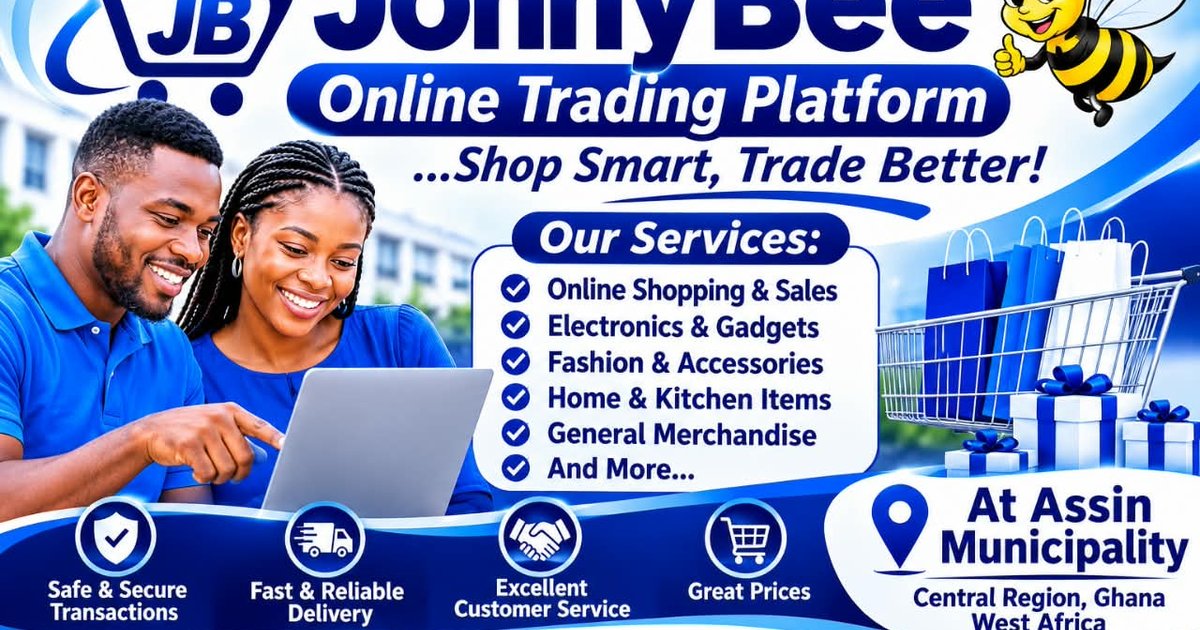 JB
JohnyBee
Online Trading Platform
...Shop Smart, Trade Better!
Our Services:
Online Shopping & Sales
Electronics & Gadgets
Fashion & Accessories
Home & Kitchen Items
General Merchandise
And More...
Safe & Secure
Transactions
Fast & Reliable
Delivery
Excellent
Customer Service
Great Prices
At Assin
Municipality
Central Region, Ghana
West Africa